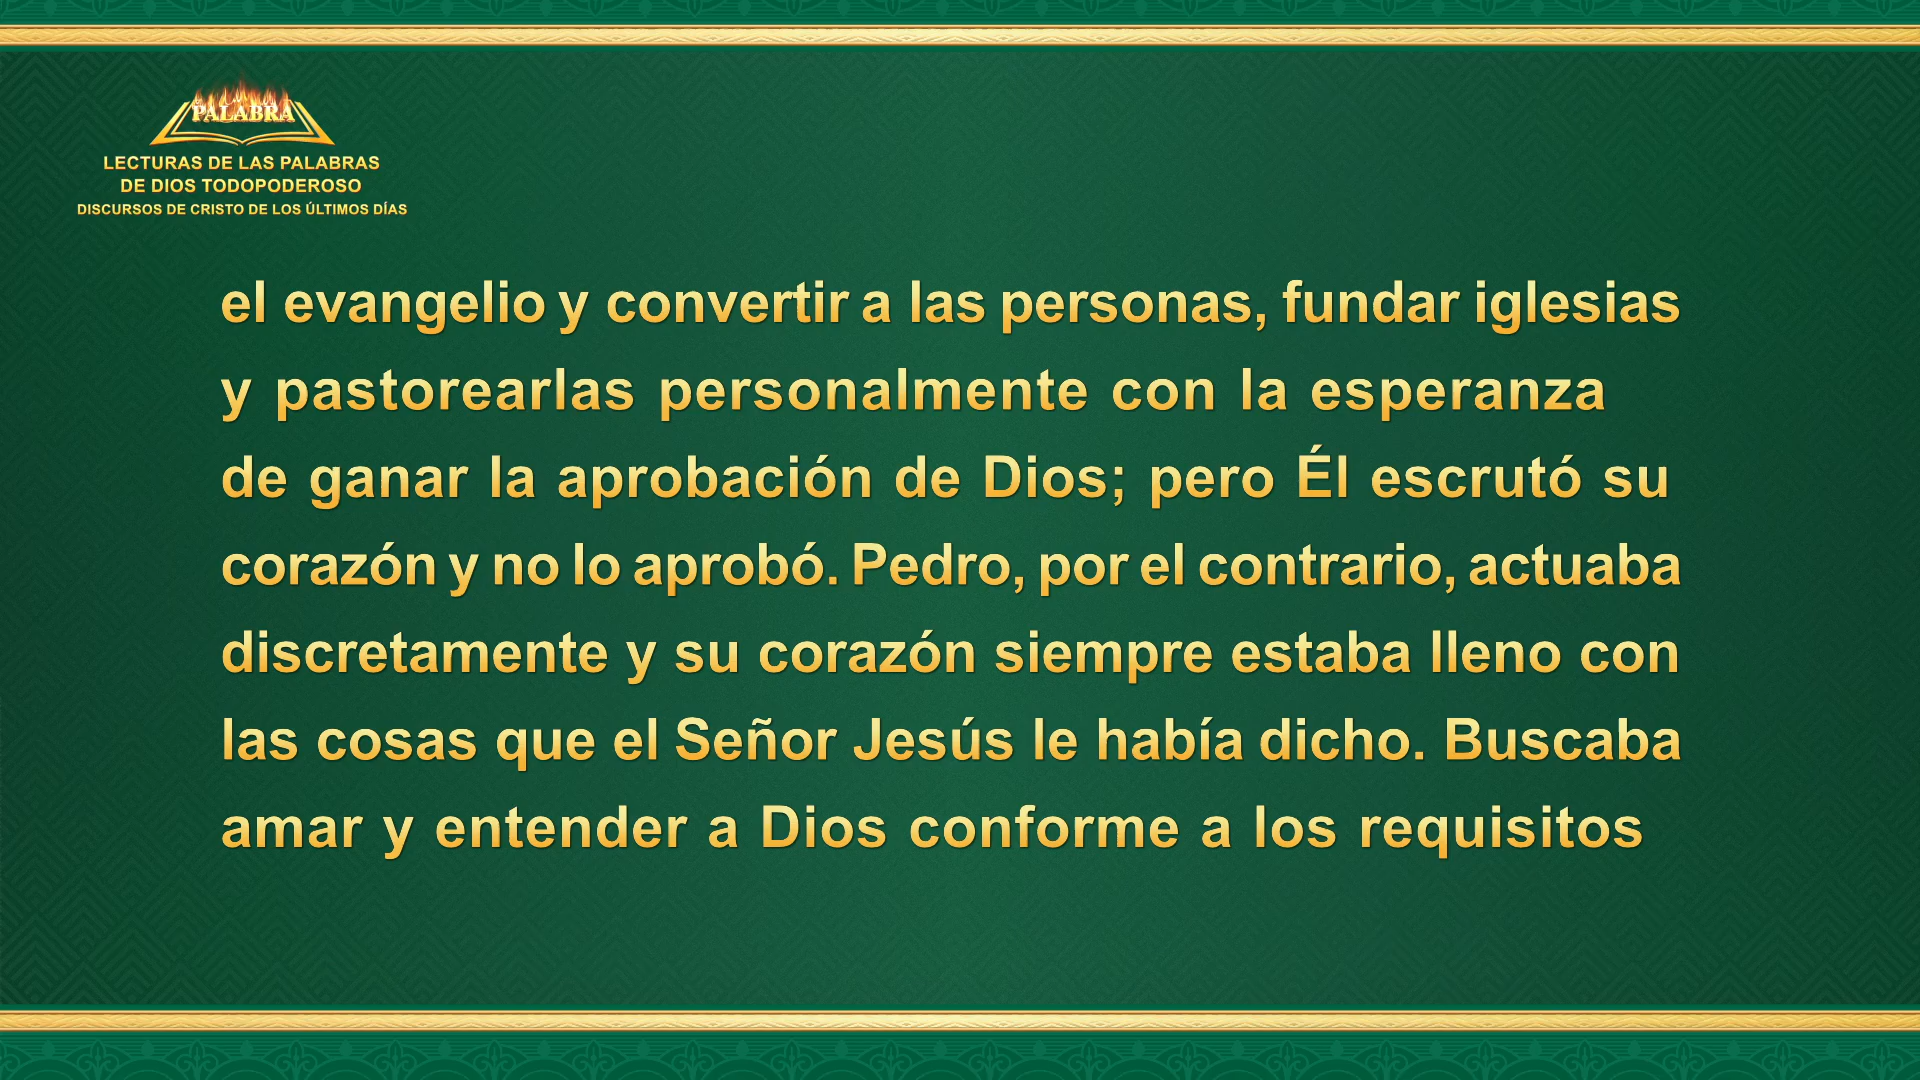 PALABRA
LECTURAS DE LAS PALABRAS
DE DIOS TODOPODEROSO
DISCURSOS DE CRISTO DE LOS ÚLTIMOS DÍAS
el evangelio y convertir a las personas, fundar iglesias
y pastorearlas personalmente con la esperanza
de ganar la aprobación de Dios; pero Él escrutó su
corazón y no lo aprobó. Pedro, por el contrario, actuaba
discretamente y su corazón siempre estaba lleno con
las cosas que el Señor Jesús le había dicho. Buscaba
amar y entender a Dios conforme a los requisitos